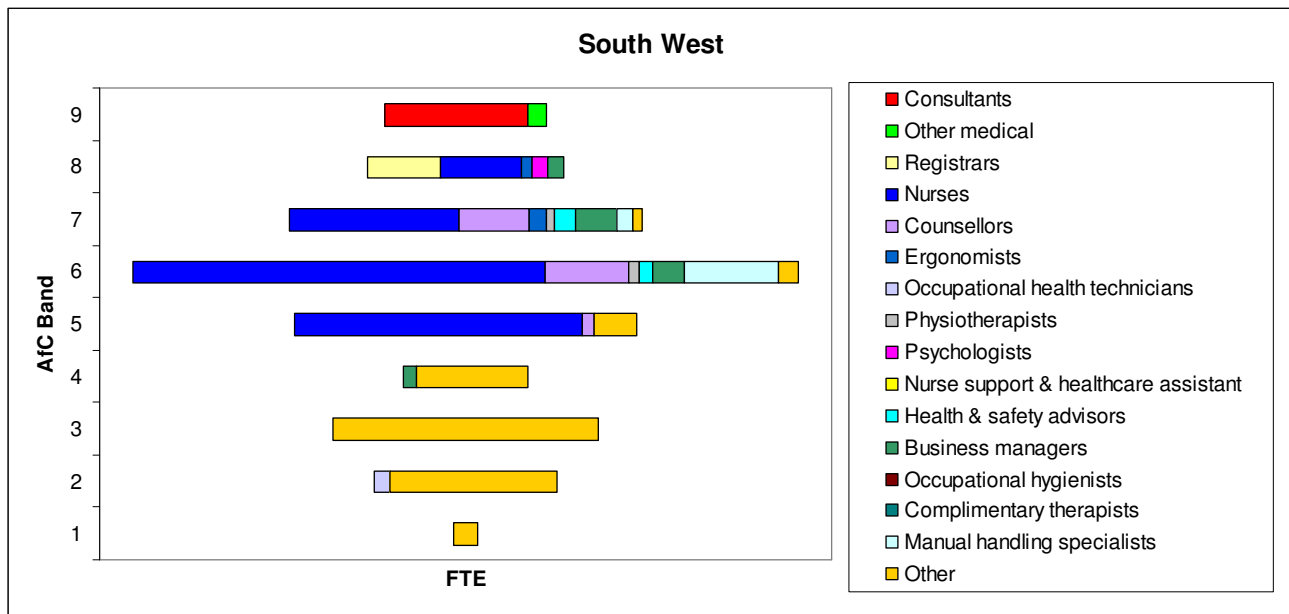 South West
9
8
7
6
5
4
3
2
1
AfC Band
FTE
Consultants
Other medical
Registrars
Nurses
Counsellors
Ergonomists
Occupational health technicians
Physiotherapists
Psychologists
Nurse support & healthcare assistant
Health & safety advisors
Business managers
Occupational hygienists
Complimentary therapists
Manual handling specialists
Other